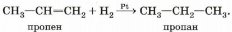 CH₃—CH=CH₂ + H₂ —Pt→ CH₃—CH₂—CH₃.
пропен пропан